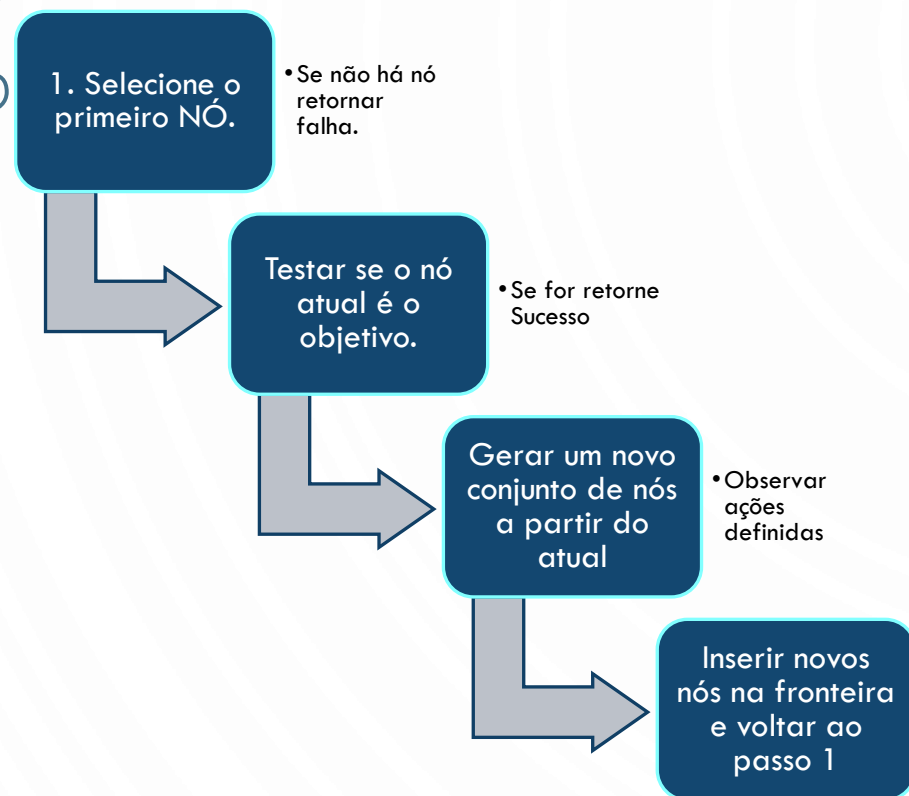 1. Selecione o
primeiro NÓ.
•Se não há nó
retornar
falha.
Testar se o nó
atual é o
objetivo.
•Se for retorne
Sucesso
Gerar um novo
conjunto de nós
a partir do
atual
•Observar
ações
definidas
Inserir novos
nós na fronteira
e voltar ao
passo 1